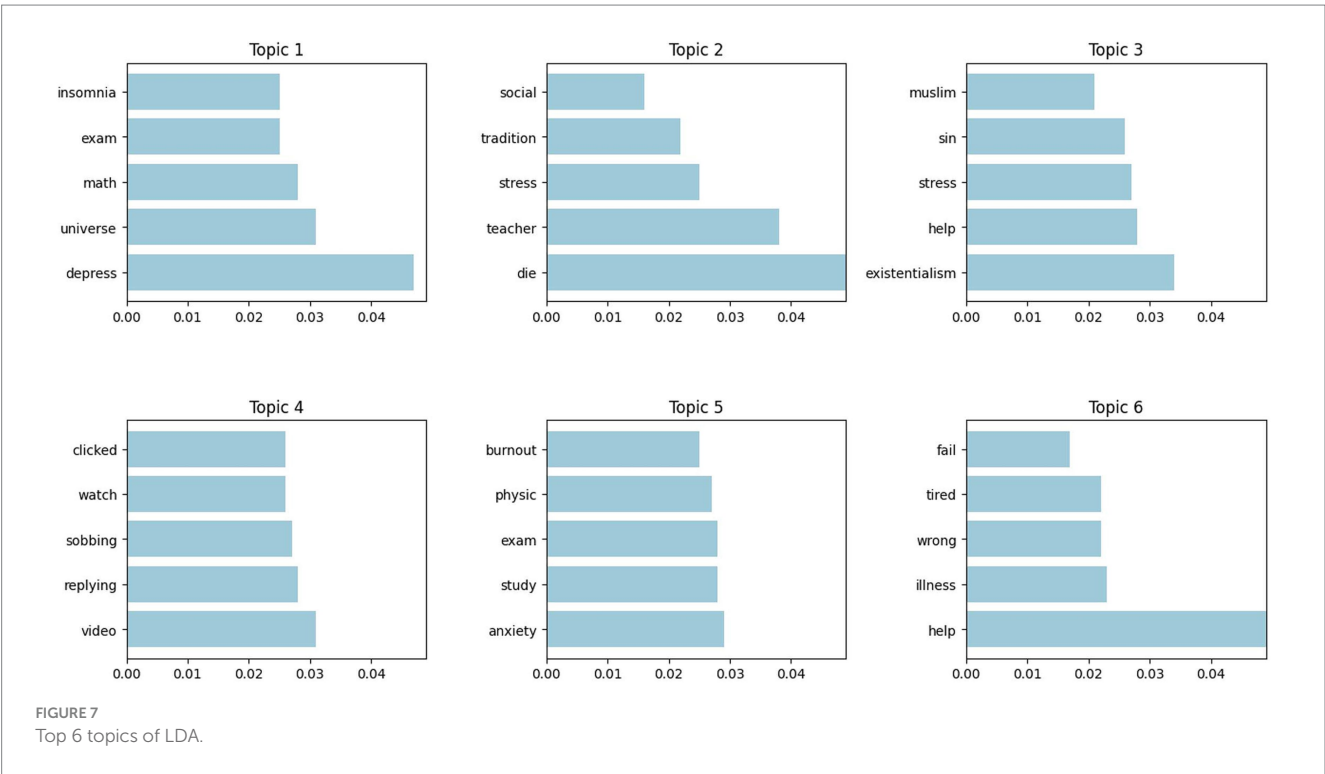 Topic 1
insomnia
exam
math
universe
depress
0.00 0.01 0.02 0.03 0.04
Topic 2
social
tradition
stress
teacher
die
0.00 0.01 0.02 0.03 0.04
Topic 3
muslim
sin
stress
help
existentialism
0.00 0.01 0.02 0.03 0.04
Topic 4
clicked
watch
sobbing
replying
video
0.00 0.01 0.02 0.03 0.04
Topic 5
burnout
physic
exam
study
anxiety
0.00 0.01 0.02 0.03 0.04
Topic 6
fail
tired
wrong
illness
help
0.00 0.01 0.02 0.03 0.04
FIGURE 7
Top 6 topics of LDA.